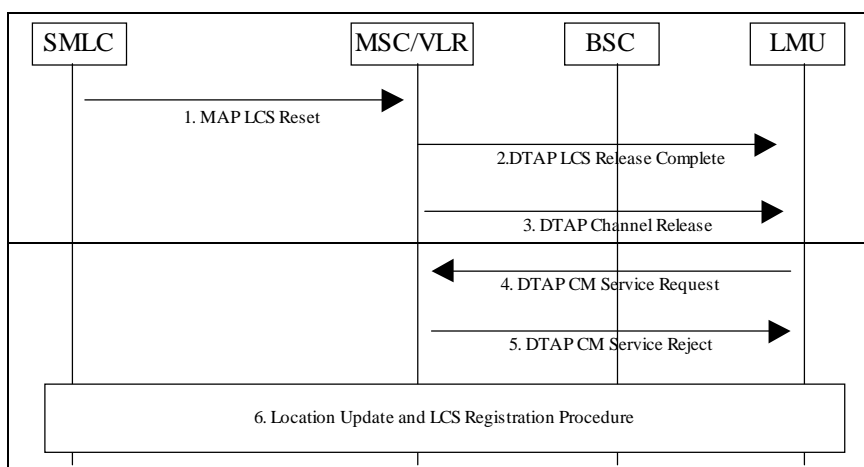 SMLC
MSC/VLR
BSC
LMU
1. MAP LCS Reset
2.DTAP LCS Release Complete
3. DTAP Channel Release
4. DTAP CM Service Request
5. DTAP CM Service Reject
6. Location Update and LCS Registration Procedure